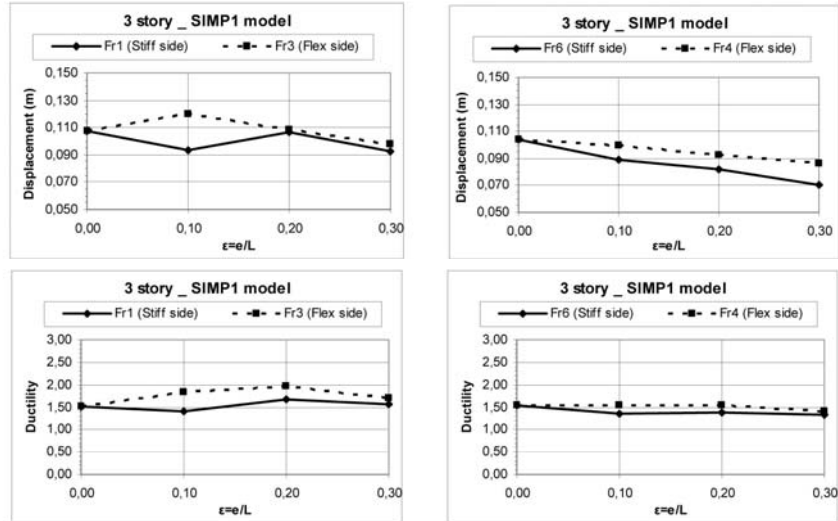 3 story _ SIMP1 model
Fr1 (Stiff side) Fr3 (Flex side)
Displacement (m)
0,150
0,130
0,110
0,090
0,070
0,050
0,00 0,10 0,20 0,30
ε=e/L
3 story _ SIMP1 model
Fr6 (Stiff side) Fr4 (Flex side)
Displacement (m)
0,150
0,130
0,110
0,090
0,070
0,050
0,00 0,10 0,20 0,30
ε=e/L
3 story _ SIMP1 model
Fr1 (Stiff side) Fr3 (Flex side)
Ductility
3,00
2,50
2,00
1,50
1,00
0,50
0,00
0,00 0,10 0,20 0,30
ε=e/L
3 story _ SIMP1 model
Fr6 (Stiff side) Fr4 (Flex side)
Ductility
3,00
2,50
2,00
1,50
1,00
0,50
0,00
0,00 0,10 0,20 0,30
ε=e/L